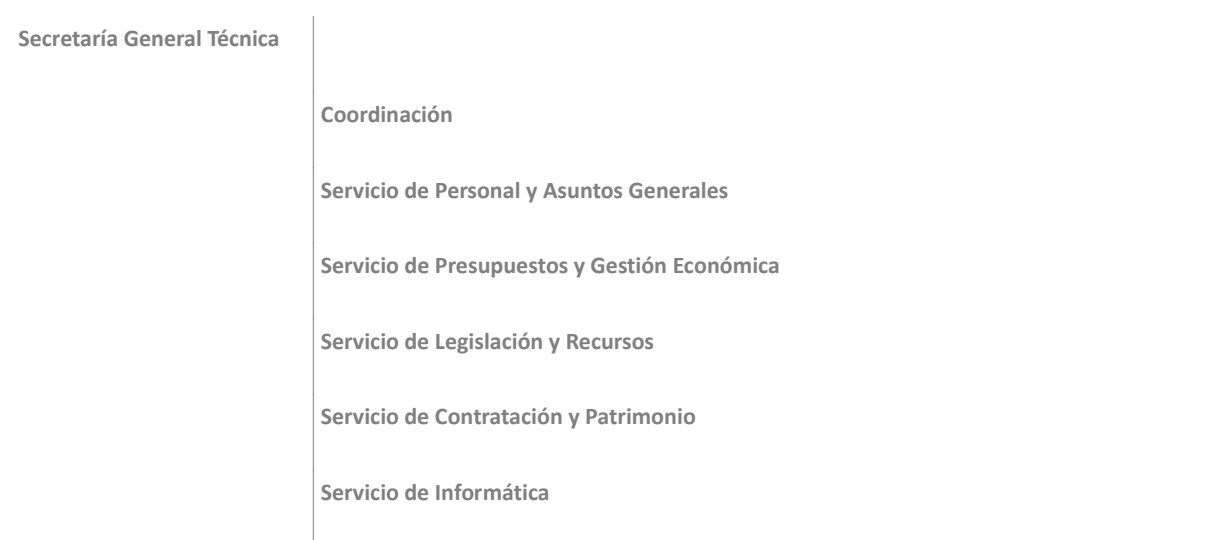 Secretaría General Técnica
Coordinación
Servicio de Personal y Asuntos Generales
Servicio de Presupuestos y Gestión Económica
Servicio de Legislación y Recursos
Servicio de Contratación y Patrimonio
Servicio de Informática